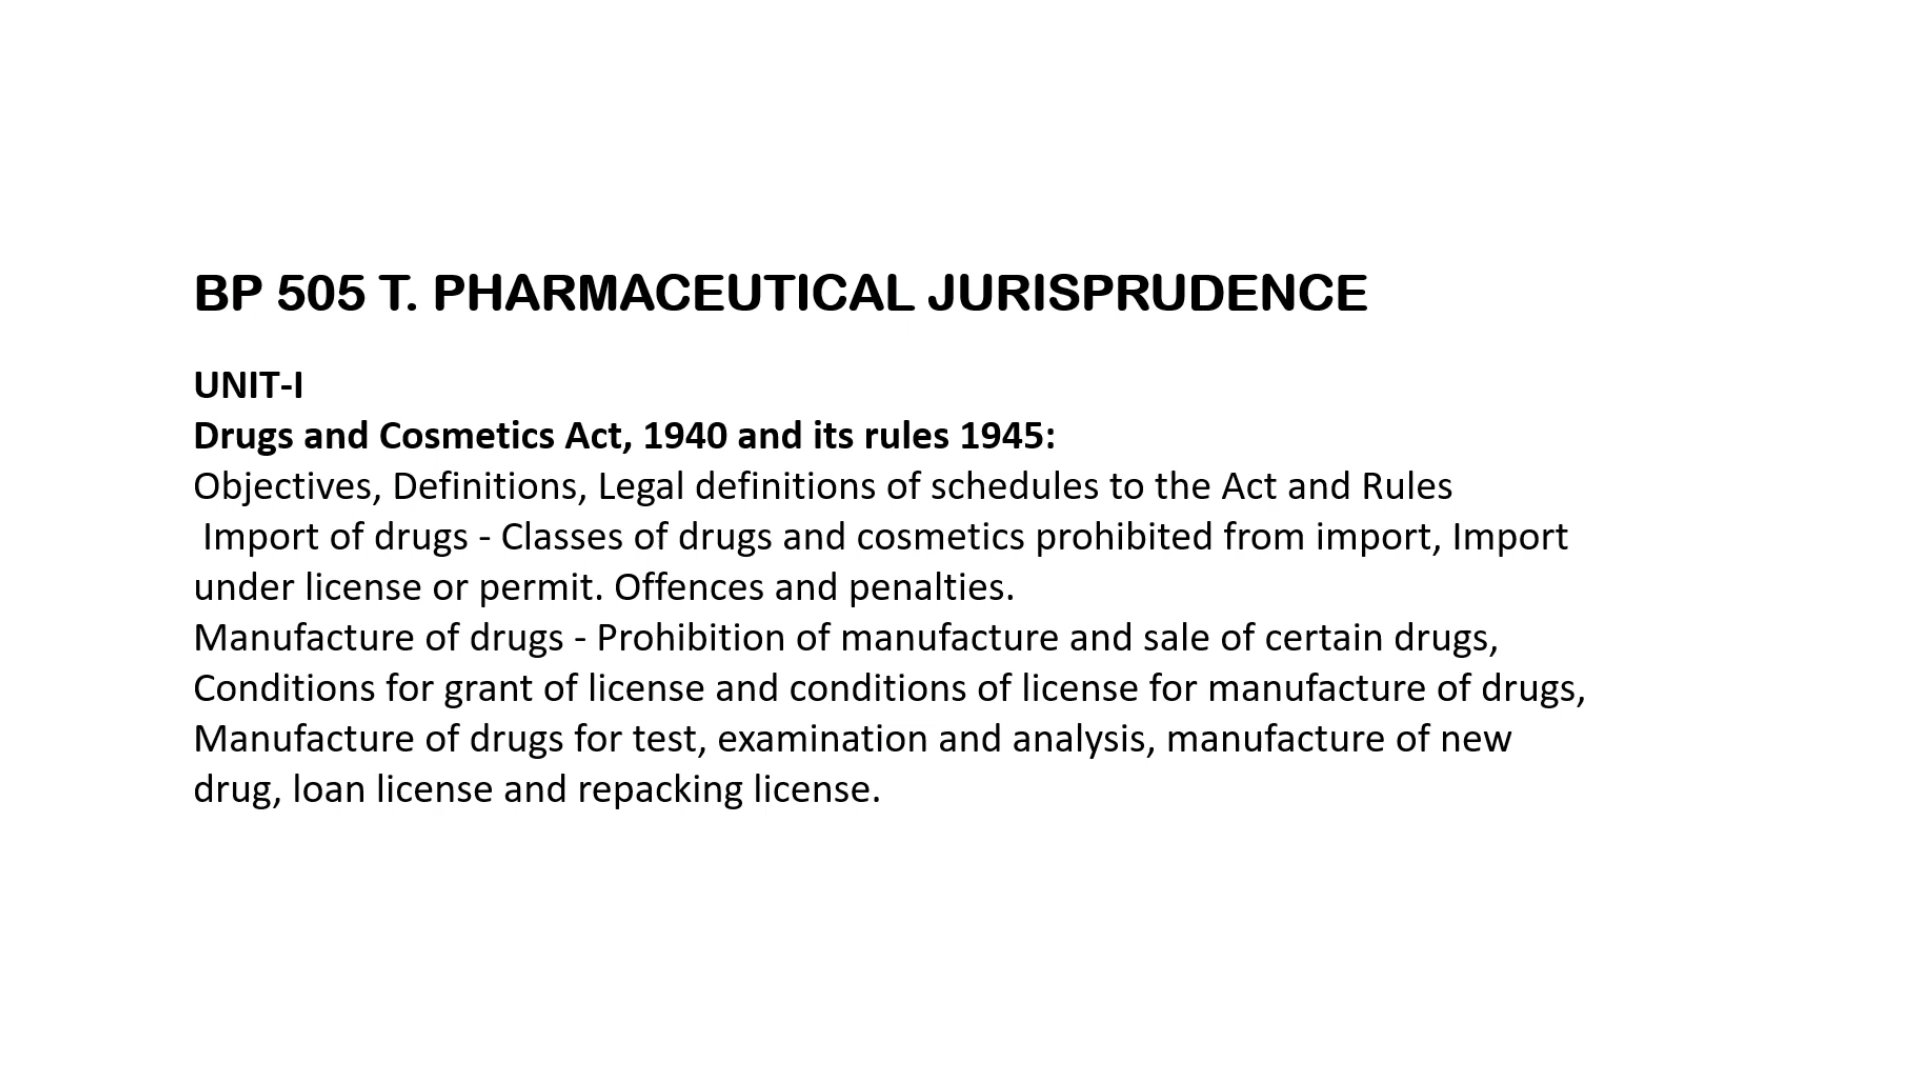 BP 505 T. PHARMACEUTICAL JURISPRUDENCE
UNIT-I
Drugs and Cosmetics Act, 1940 and its rules 1945:
Objectives, Definitions, Legal definitions of schedules to the Act and Rules
Import of drugs - Classes of drugs and cosmetics prohibited from import, Import
under license or permit. Offences and penalties.
Manufacture of drugs - Prohibition of manufacture and sale of certain drugs,
Conditions for grant of license and conditions of license for manufacture of drugs,
Manufacture of drugs for test, examination and analysis, manufacture of new
drug, loan license and repacking license.